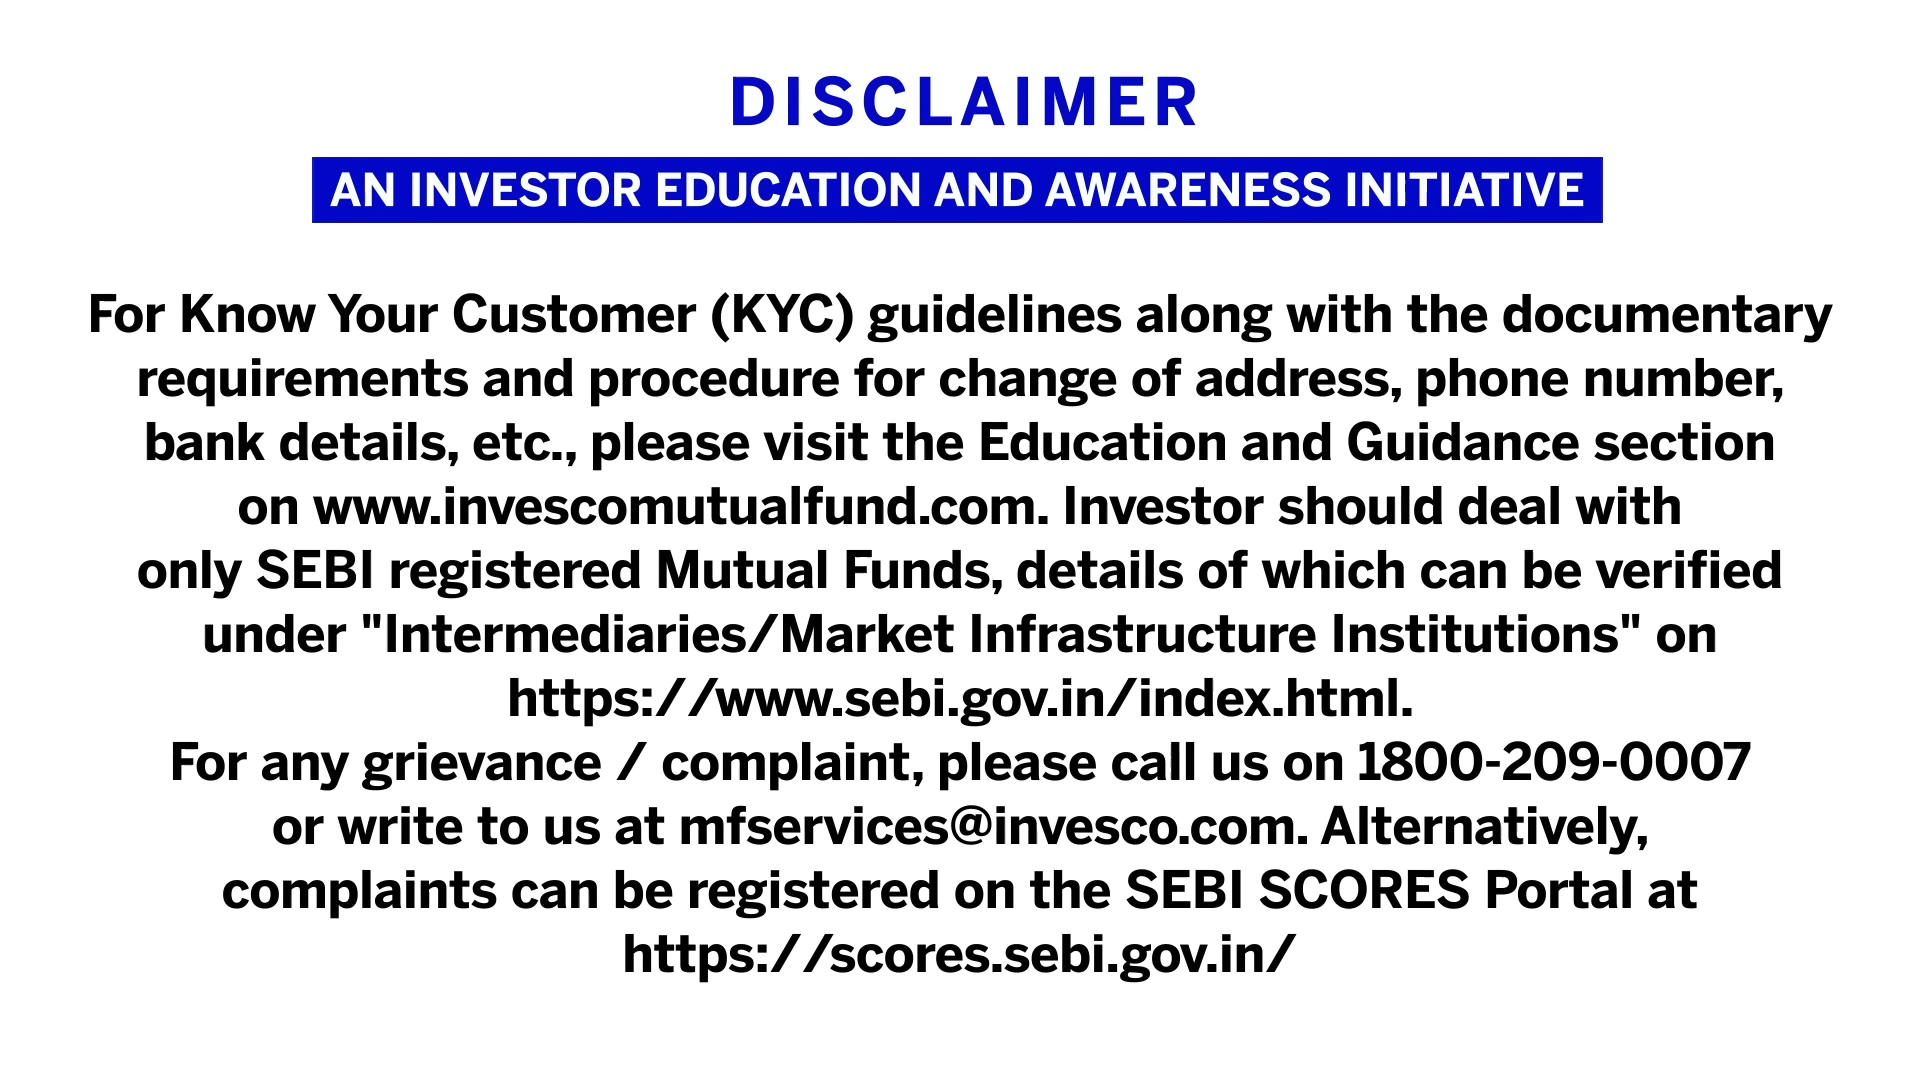 DISCLAIMER
AN INVESTOR EDUCATION AND AWARENESS INITIATIVE
For Know Your Customer (KYC) guidelines along with the documentary
requirements and procedure for change of address, phone number,
bank details, etc., please visit the Education and Guidance section
on www.invescomutualfund.com. Investor should deal with
only SEBI registered Mutual Funds, details of which can be verified
under "Intermediaries/Market Infrastructure Institutions" on
https://www.sebi.gov.in/index.html.
For any grievance / complaint, please call us on 1800-209-0007
or write to us at mfservices@invesco.com. Alternatively,
complaints can be registered on the SEBI SCORES Portal at
https://scores.sebi.gov.in/